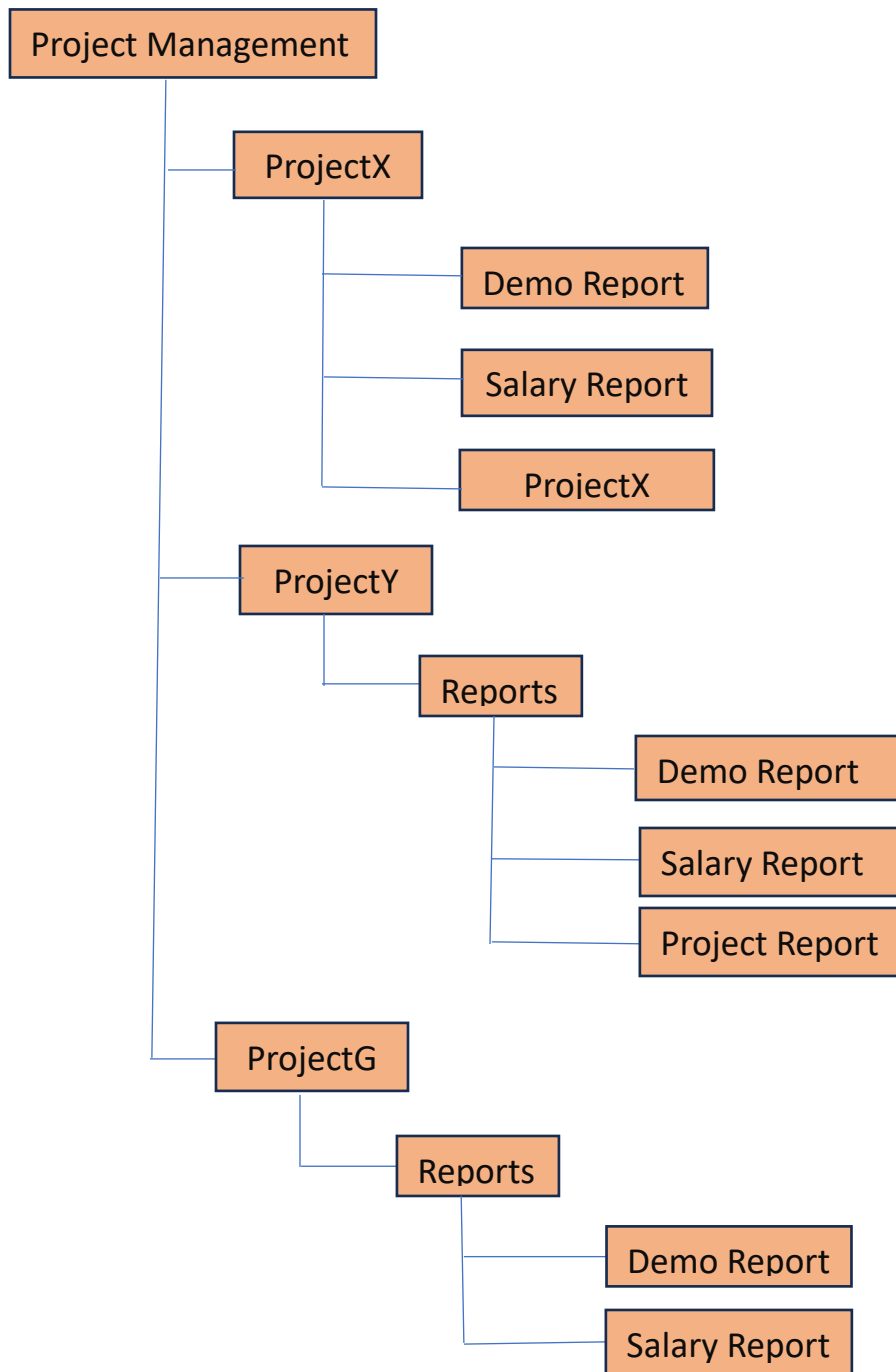 Project Management
ProjectX
Demo Report
Salary Report
ProjectX
ProjectY
Reports
Demo Report
Salary Report
Project Report
ProjectG
Reports
Demo Report
Salary Report